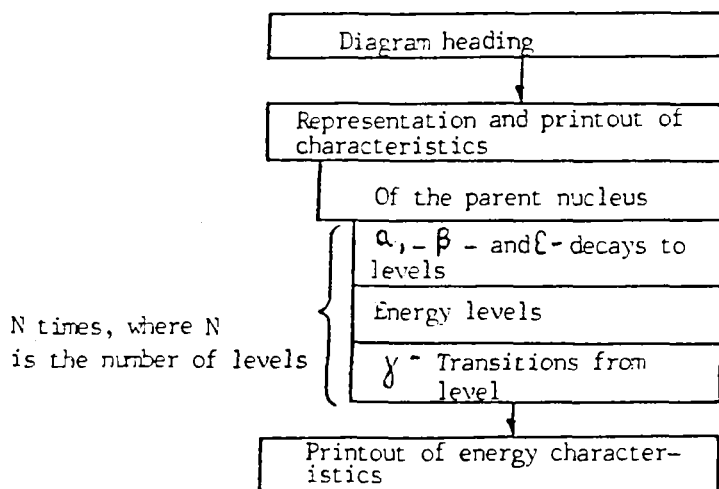 Diagram heading
Representation and printout of
characteristics
Of the parent nucleus
α,- β - and ε- decays to
levels
Energy levels
N times, where N
is the number of levels
γ - Transitions from
level
Printout of energy character-
istics